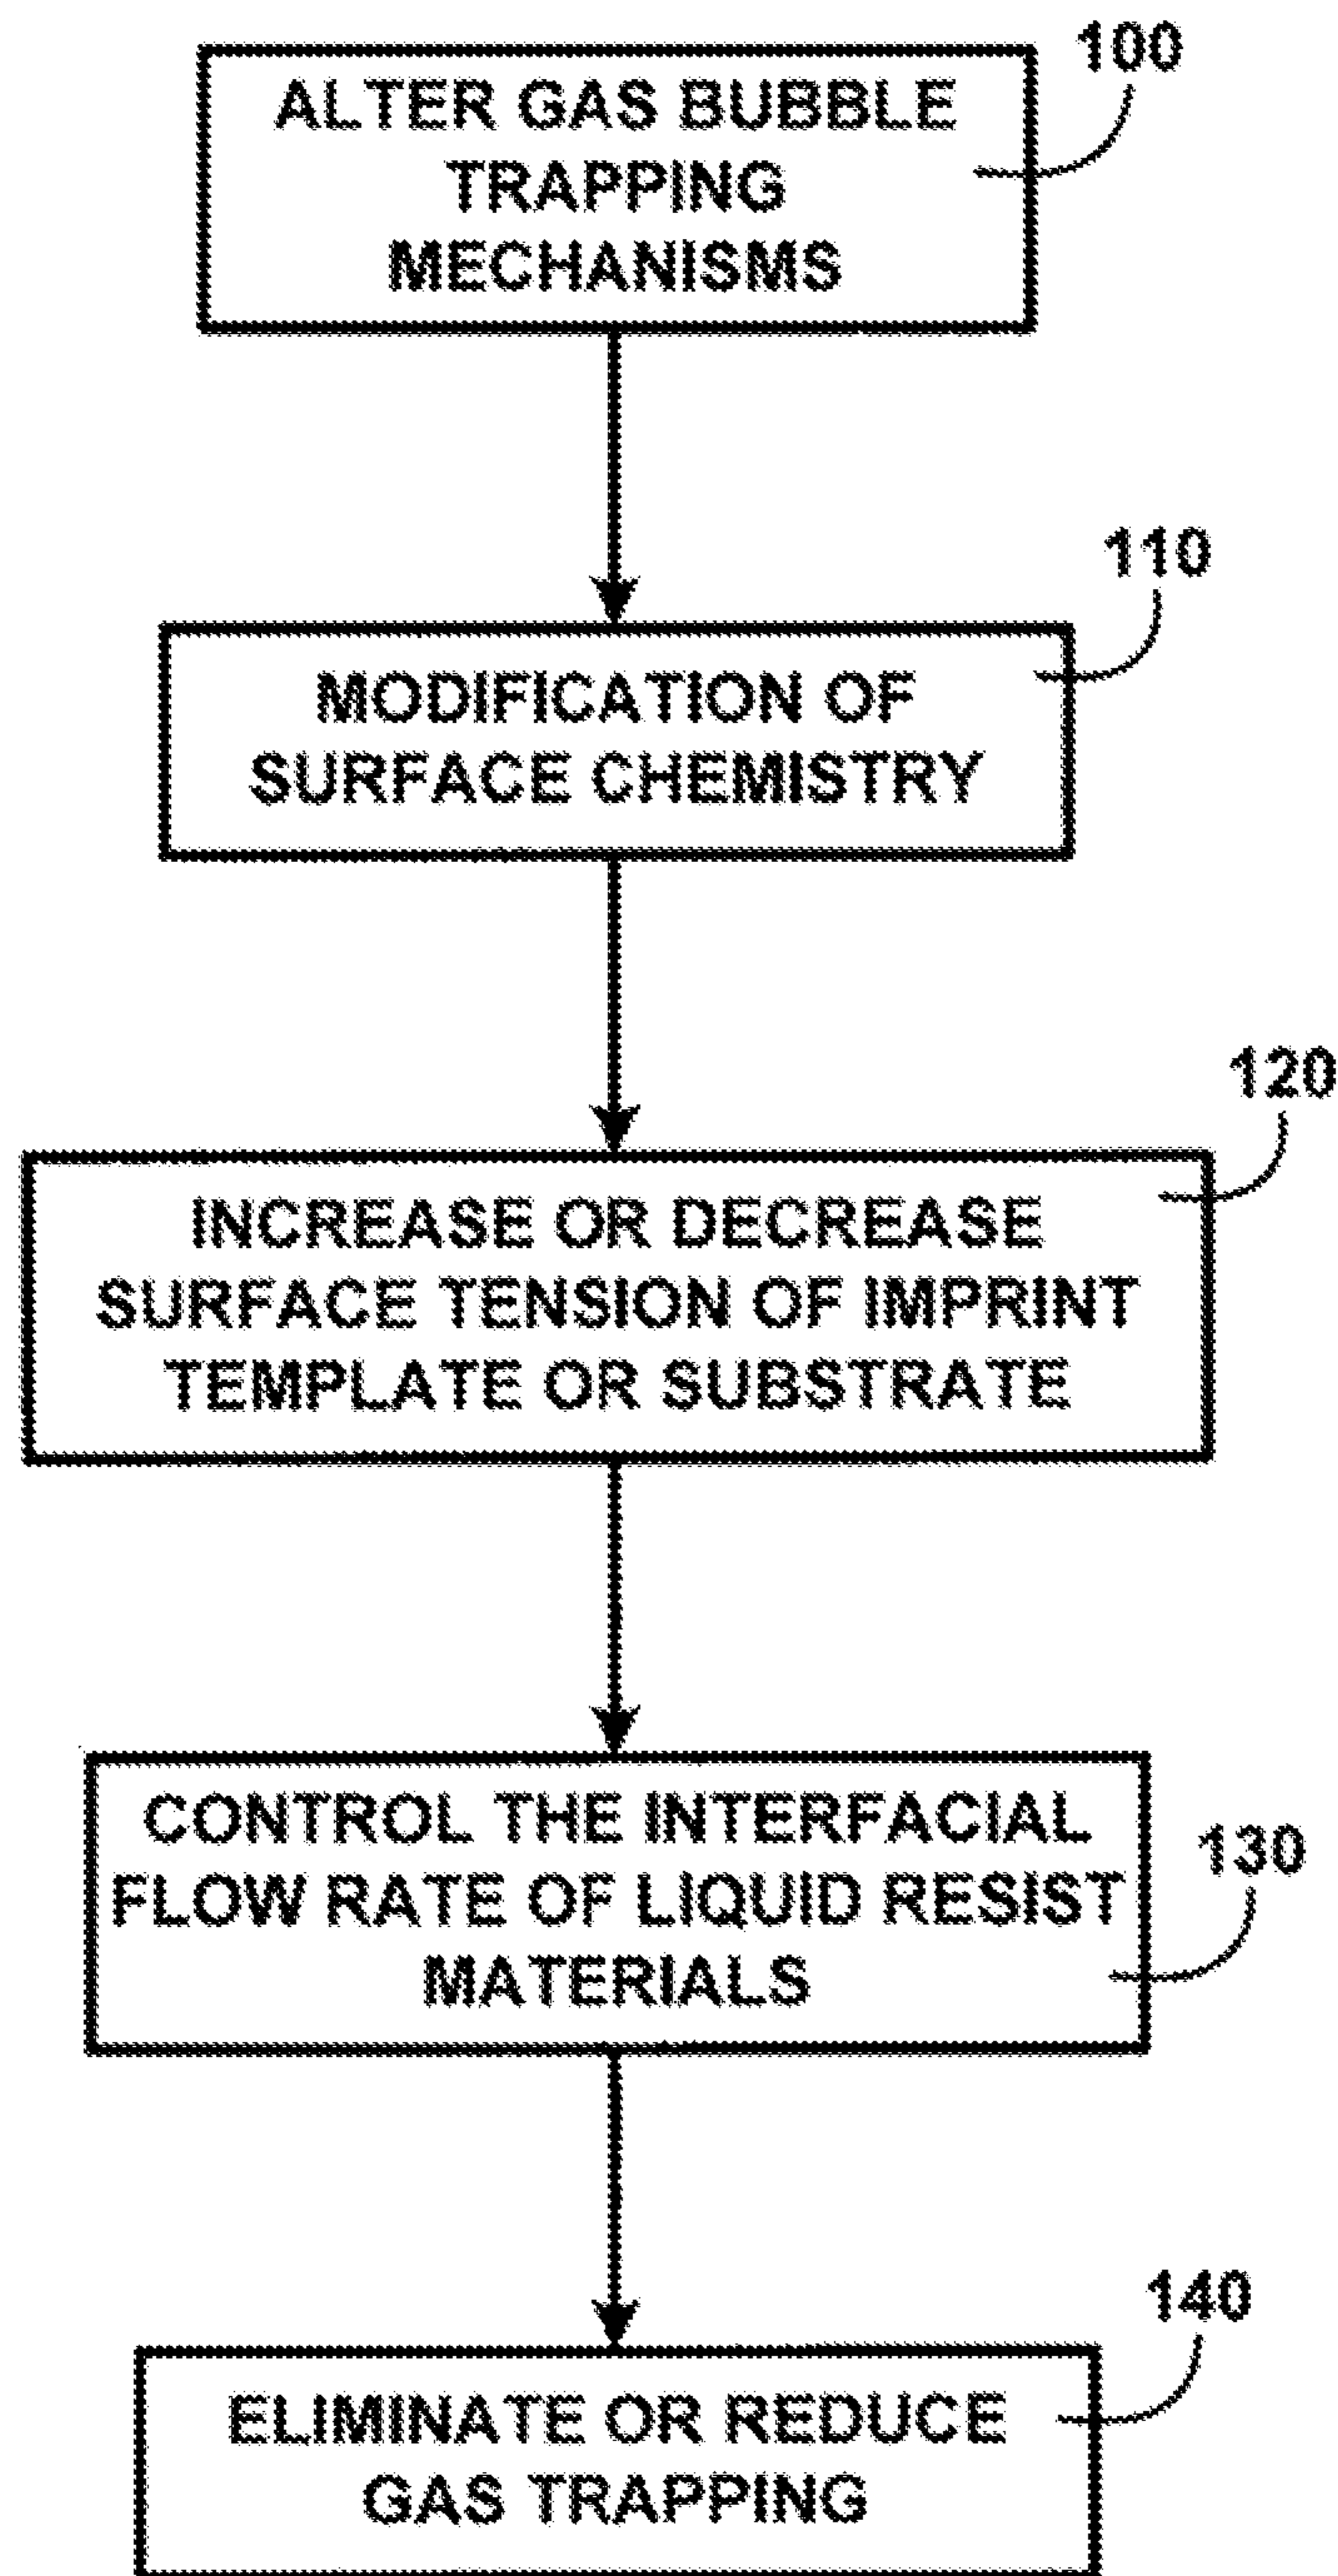 100
ALTER GAS BUBBLE
TRAPPING
MECHANISMS
110
MODIFICATION OF
SURFACE CHEMISTRY
120
INCREASE OR DECREASE
SURFACE TENSION OF IMPRINT
TEMPLATE OR SUBSTRATE
CONTROL THE INTERFACIAL
130
FLOW RATE OF LIQUID RESIST
MATERIALS
140
ELIMINATE OR REDUCE
GAS TRAPPING